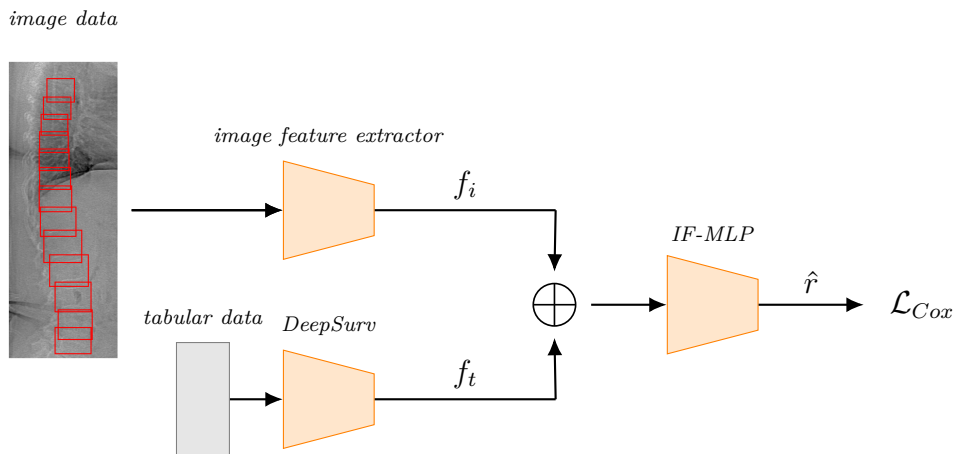 image data
image feature extractor
f_i
IF-MLP
r̂
ℒ_Cox
tabular data
DeepSurv
f_t